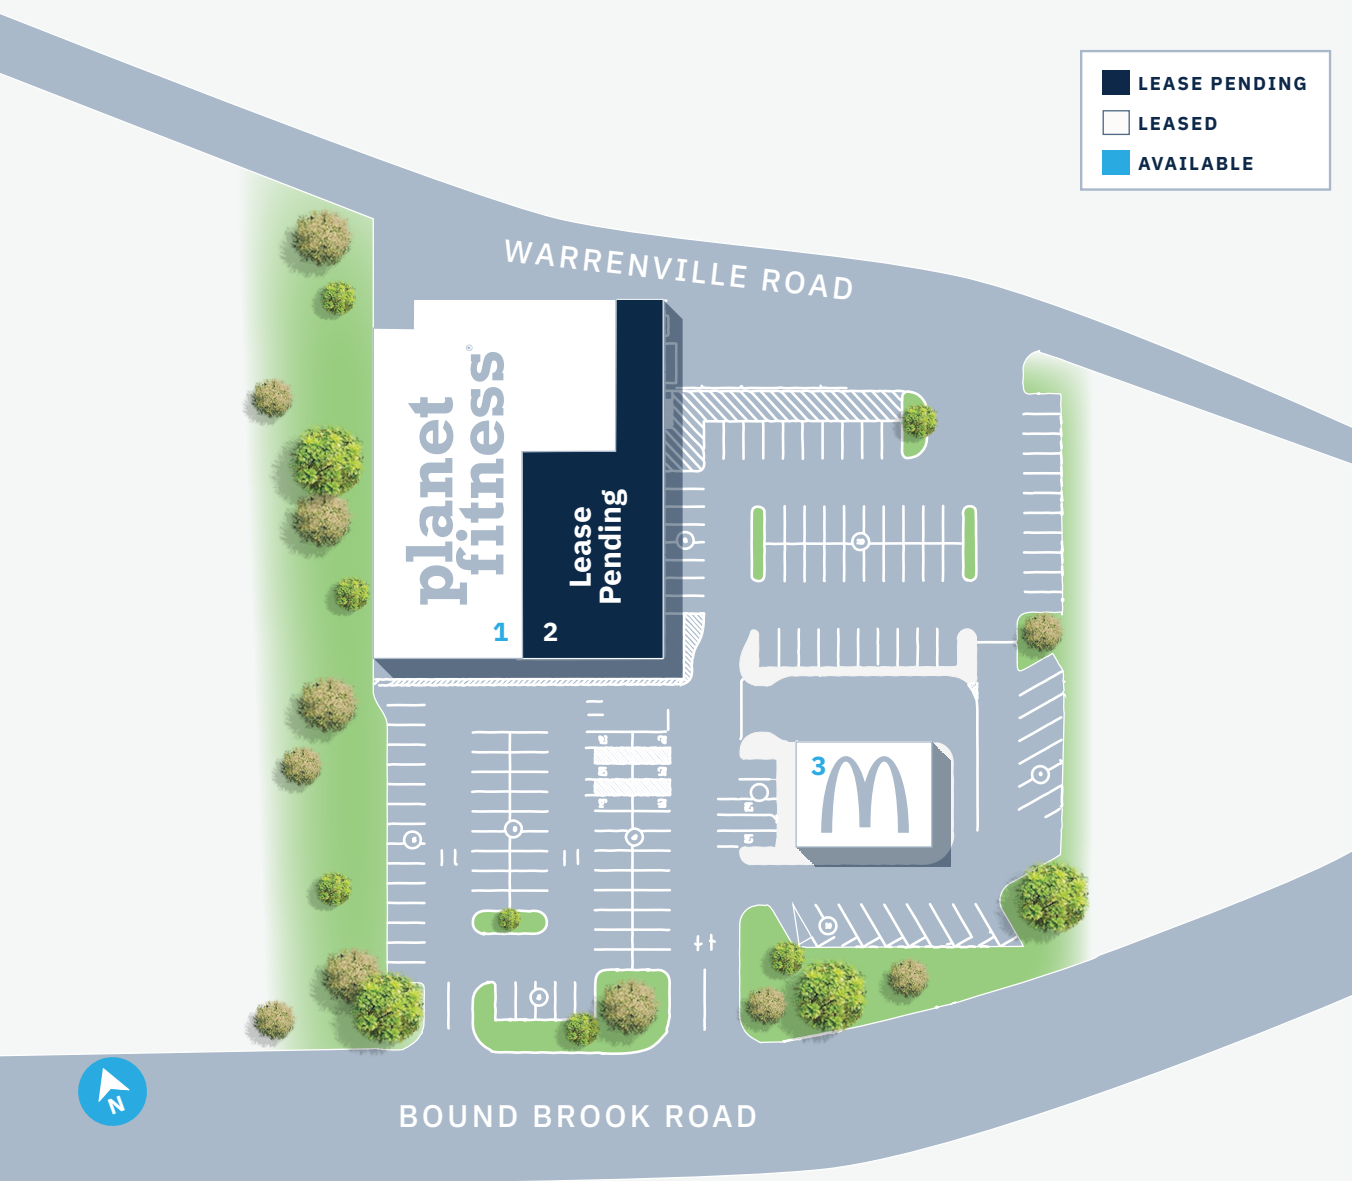 LEASE PENDING
LEASED
AVAILABLE
WARRENVILLE ROAD
planet
fitness®
Lease
Pending
1
2
3
N
BOUND BROOK ROAD